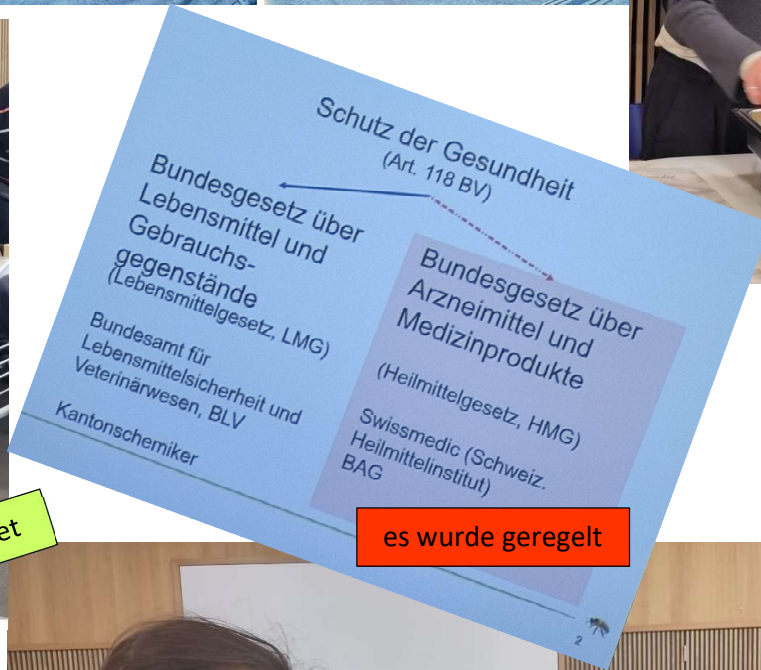 Schutz der Gesundheit
(Art. 118 BV)
Bundesgesetz über
Lebensmittel und
Gebrauchs-
gegenstände
(Lebensmittelgesetz, LMG)
Bundesamt für
Lebensmittelsicherheit und
Veterinärwesen, BLV
Kantonschemiker
Bundesgesetz über
Arzneimittel und
Medizinprodukte
(Heilmittelgesetz, HMG)
Swissmedic (Schweiz.
Heilmittelinstitut)
BAG
et
es wurde geregelt
2